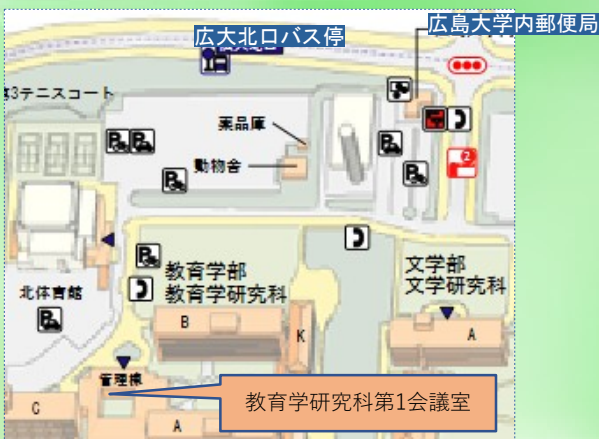 広大北口バス停
広島大学内郵便局
第3テニスコート
薬品庫
動物舎
2
教育学部
教育学研究科
文学部
文学研究科
北体育館
B
K
A
管理棟
教育学研究科第1会議室
C
A